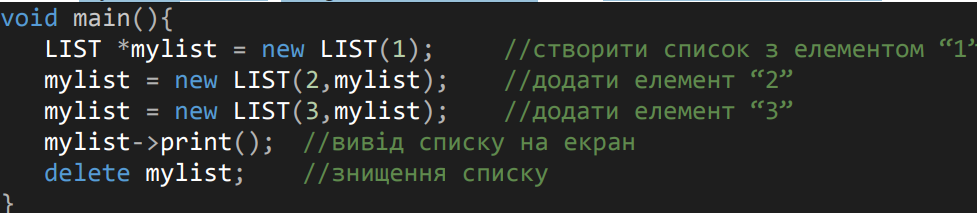 void main(){
LIST *mylist = new LIST(1); //створити список з елементом “1”
mylist = new LIST(2,mylist); //додати елемент “2”
mylist = new LIST(3,mylist); //додати елемент “3”
mylist->print(); //вивід списку на екран
delete mylist; //знищення списку
}